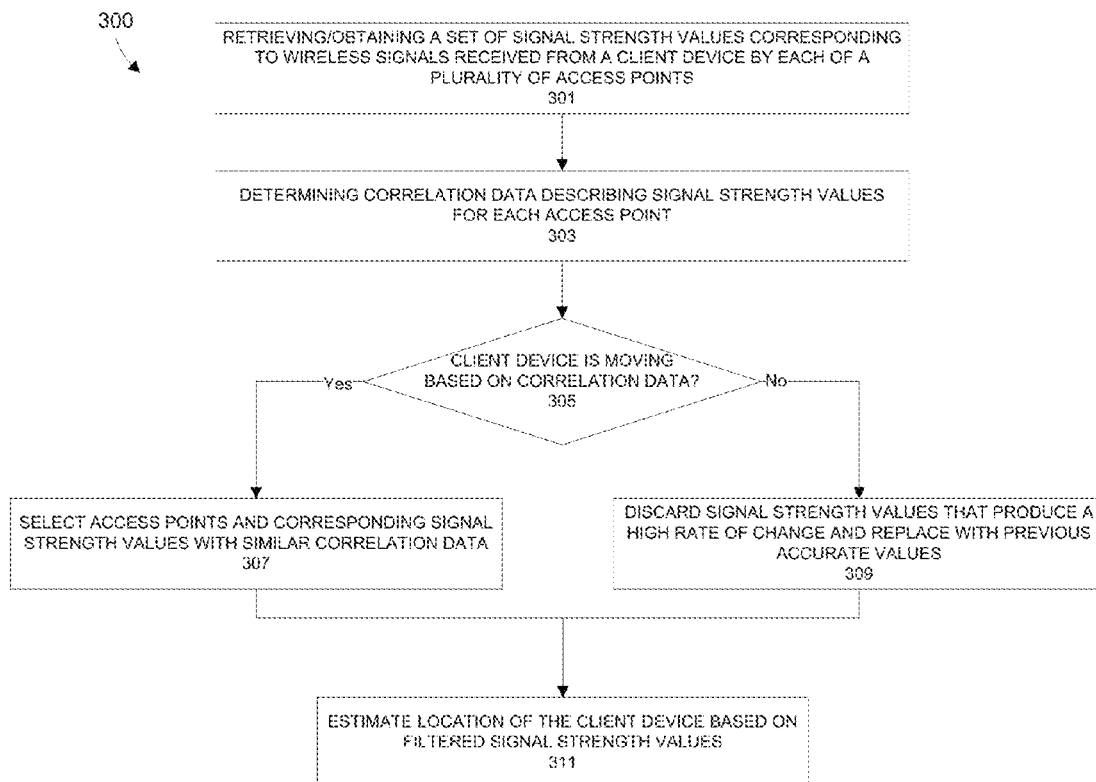 300
RETRIEVING/OBTAINING A SET OF SIGNAL STRENGTH VALUES CORRESPONDING
TO WIRELESS SIGNALS RECEIVED FROM A CLIENT DEVICE BY EACH OF A
PLURALITY OF ACCESS POINTS
301
DETERMINING CORRELATION DATA DESCRIBING SIGNAL STRENGTH VALUES
FOR EACH ACCESS POINT
303
CLIENT DEVICE IS MOVING
BASED ON CORRELATION DATA?
305
Yes
No
SELECT ACCESS POINTS AND CORRESPONDING SIGNAL
STRENGTH VALUES WITH SIMILAR CORRELATION DATA
307
DISCARD SIGNAL STRENGTH VALUES THAT PRODUCE A
HIGH RATE OF CHANGE AND REPLACE WITH PREVIOUS
ACCURATE VALUES
309
ESTIMATE LOCATION OF THE CLIENT DEVICE BASED ON
FILTERED SIGNAL STRENGTH VALUES
311